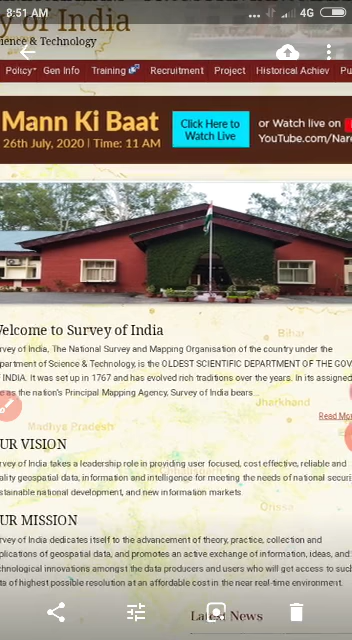 8:51 AM
... 4G
y of India
ience & Technology
Policy Gen Info Training Recruitment Project Historical Achiev Pu
Mann Ki Baat
26th July, 2020 | Time: 11 AM
Click Here to
Watch Live
or Watch live on
YouTube.com/Nare
Welcome to Survey of India
rvey of India, The National Survey and Mapping Organisation of the country under the
partment of Science & Technology, is the OLDEST SCIENTIFIC DEPARTMENT OF THE GOV
INDIA. It was set up in 1767 and has evolved rich traditions over the years. In its assigned
e as the nation's Principal Mapping Agency, Survey of India bears...
Read Mor
Bihar
Jharkhand
Madhya Pradesh
Orissa
UR VISION
rvey of India takes a leadership role in providing user focused, cost effective, reliable and
ality geospatial data, information and intelligence for meeting the needs of national securi
stainable national development, and new information markets
UR MISSION
rvey of India dedicates itself to the advancement of theory, practice, collection and
plications of geospatial data, and promotes an active exchange of information, ideas, and
chnological innovations amongst the data producers and users who will get access to such
ta of highest possible resolution at an affordable cost in the near real-time environment.
Latest News